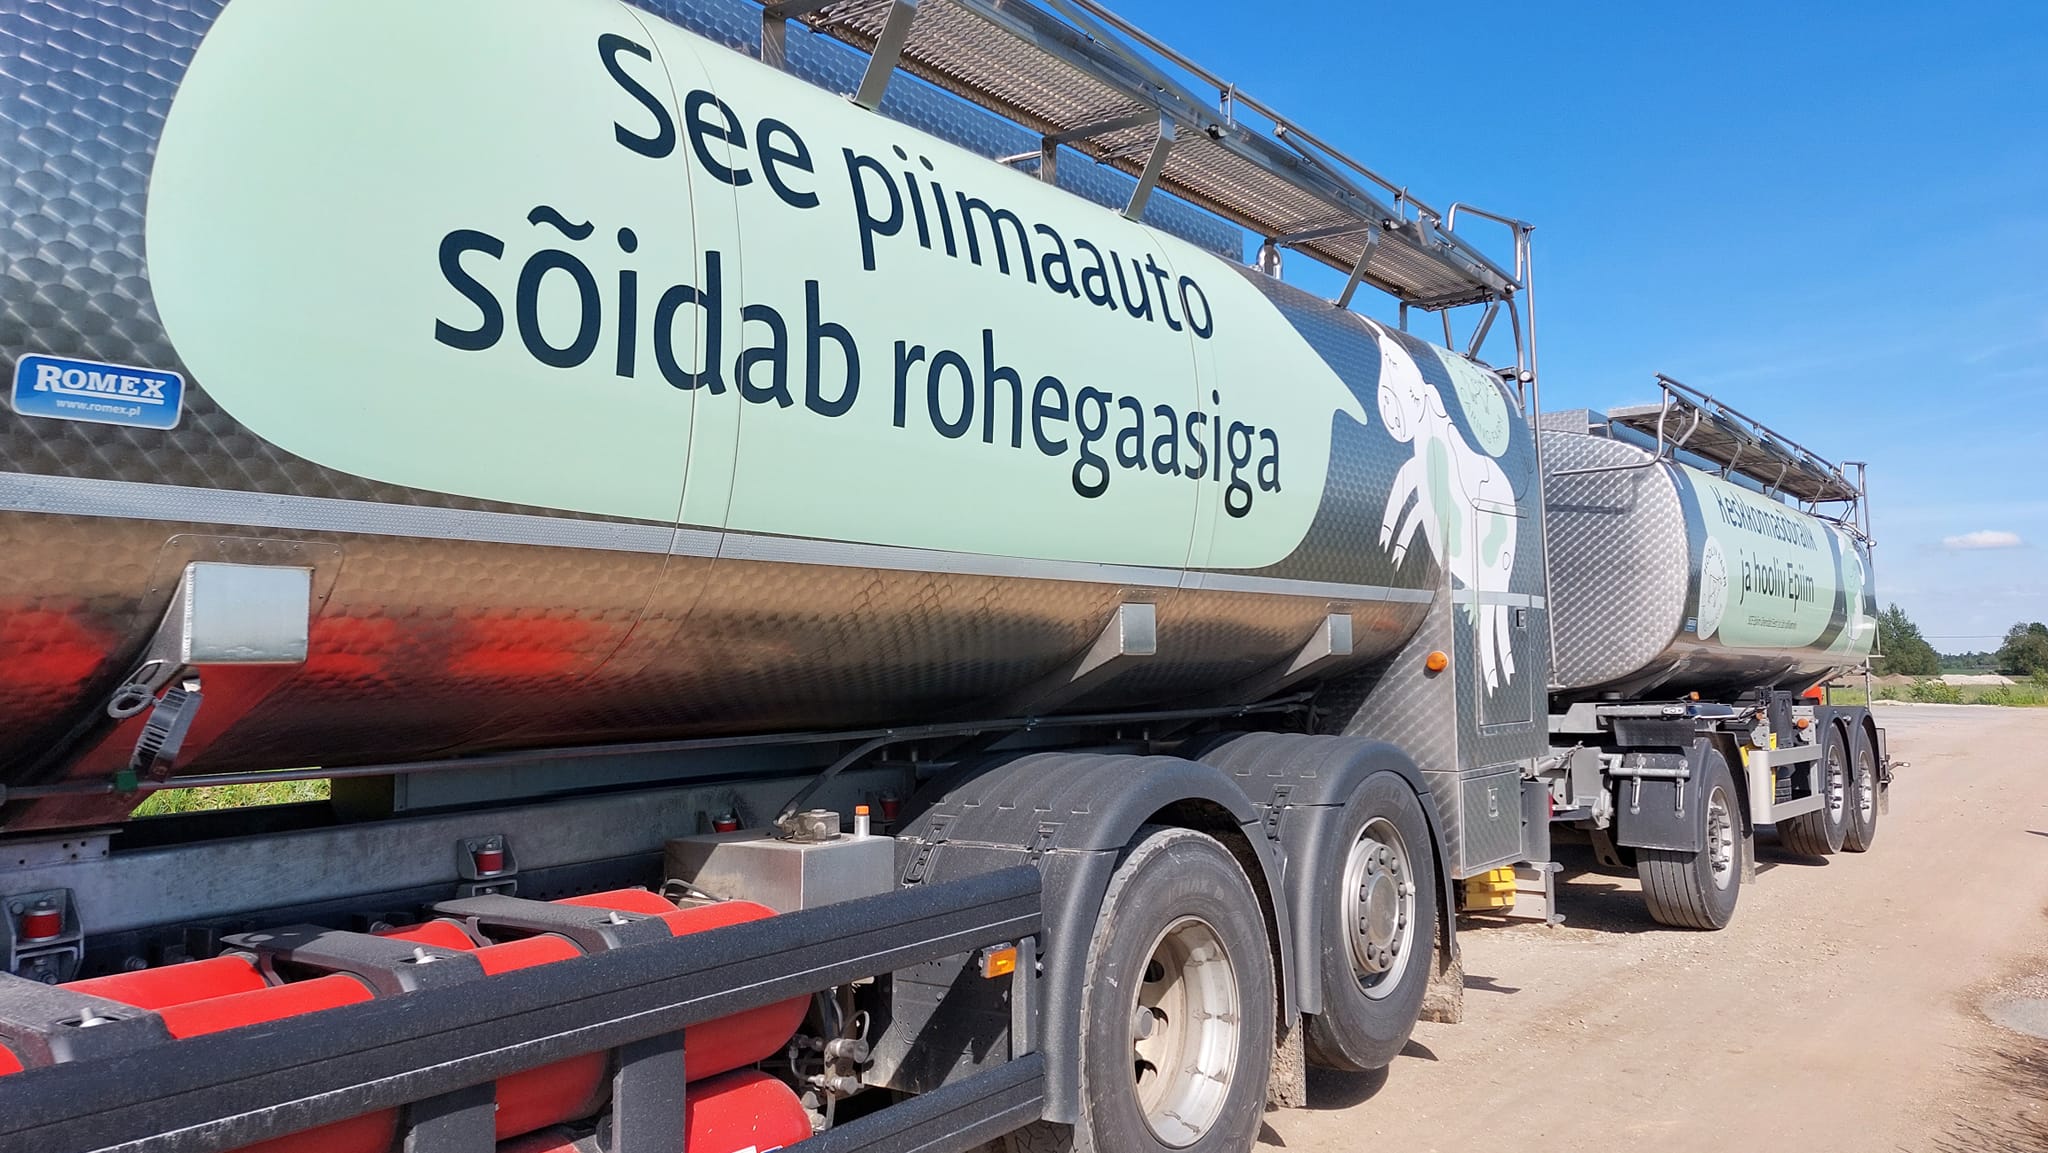 See piimaauto
sõidab rohegaasiga
ROMEX
www.romex.pl
Keskkonnasõbralik
ja hooliv Epiim